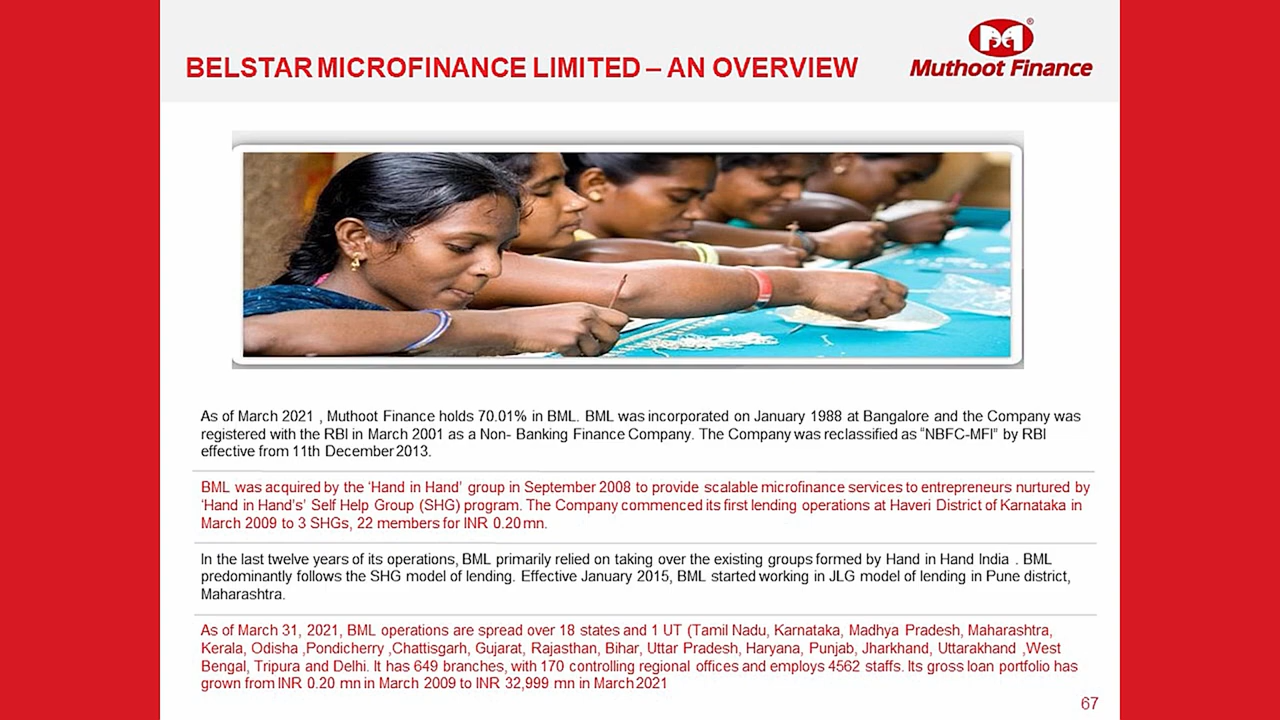 BELSTAR MICROFINANCE LIMITED – AN OVERVIEW
®
Muthoot Finance
As of March 2021 , Muthoot Finance holds 70.01% in BML. BML was incorporated on January 1988 at Bangalore and the Company was
registered with the RBI in March 2001 as a Non- Banking Finance Company. The Company was reclassified as “NBFC-MFI” by RBI
effective from 11th December 2013.
BML was acquired by the ‘Hand in Hand’ group in September 2008 to provide scalable microfinance services to entrepreneurs nurtured by
‘Hand in Hand’s’ Self Help Group (SHG) program. The Company commenced its first lending operations at Haveri District of Karnataka in
March 2009 to 3 SHGs, 22 members for INR 0.20 mn.
In the last twelve years of its operations, BML primarily relied on taking over the existing groups formed by Hand in Hand India . BML
predominantly follows the SHG model of lending. Effective January 2015, BML started working in JLG model of lending in Pune district,
Maharashtra.
As of March 31, 2021, BML operations are spread over 18 states and 1 UT (Tamil Nadu, Karnataka, Madhya Pradesh, Maharashtra,
Kerala, Odisha ,Pondicherry ,Chattisgarh, Gujarat, Rajasthan, Bihar, Uttar Pradesh, Haryana, Punjab, Jharkhand, Uttarakhand ,West
Bengal, Tripura and Delhi. It has 649 branches, with 170 controlling regional offices and employs 4562 staffs. Its gross loan portfolio has
grown from INR 0.20 mn in March 2009 to INR 32,999 mn in March 2021
67